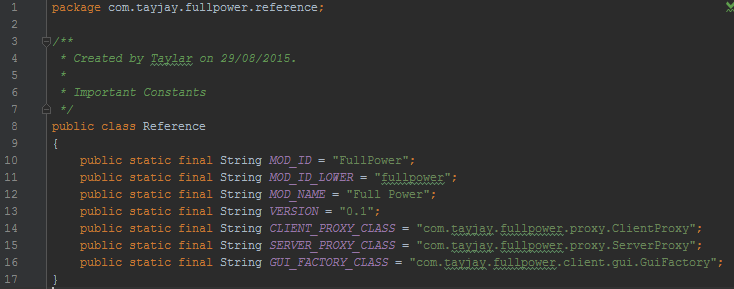 1 package com.tayjay.fullpower.reference;
2
3 /**
4  * Created by Taylar on 29/08/2015.
5  *
6  * Important Constants
7  */
8 public class Reference
9 {
10     public static final String MOD_ID = "FullPower";
11     public static final String MOD_ID_LOWER = "fullpower";
12     public static final String MOD_NAME = "Full Power";
13     public static final String VERSION = "0.1";
14     public static final String CLIENT_PROXY_CLASS = "com.tayjay.fullpower.proxy.ClientProxy";
15     public static final String SERVER_PROXY_CLASS = "com.tayjay.fullpower.proxy.ServerProxy";
16     public static final String GUI_FACTORY_CLASS = "com.tayjay.fullpower.client.gui.GuiFactory";
17 }